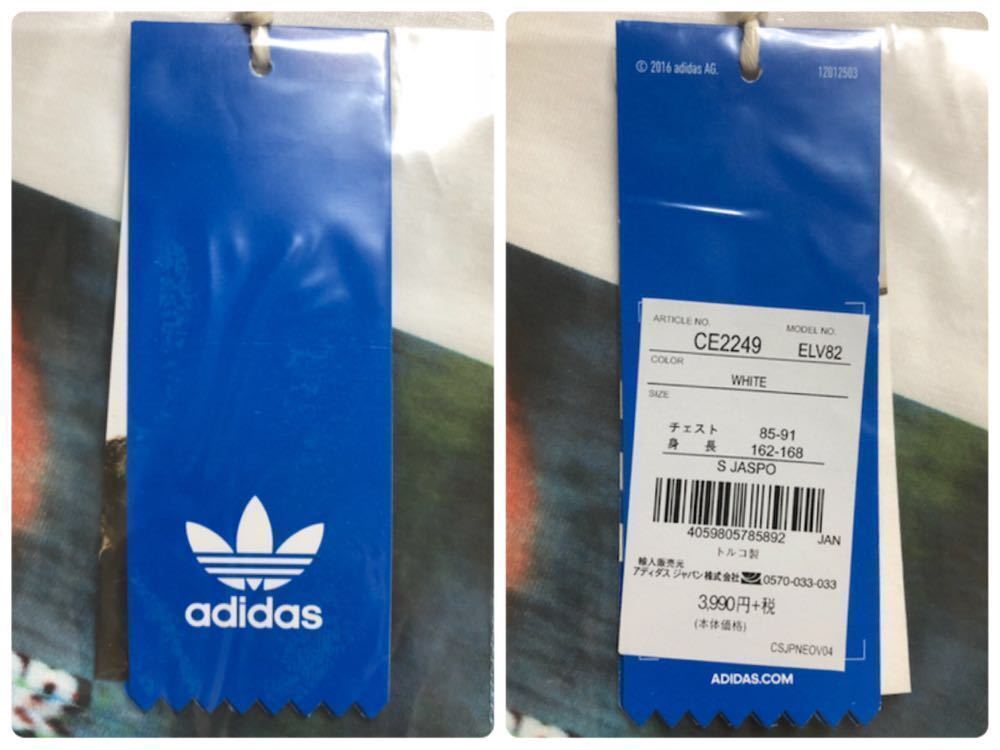 adidas
© 2016 adidas AG.
12012503
ARTICLE NO.
MODEL NO.
CE2249
ELV82
COLOR
WHITE
SIZE
チェスト 85-91
身 長 162-168
S JASPO
4059805785892 JAN
トルコ製
輸入販売元
アディダス ジャパン株式会社 0570-033-033
3,990円+税
(本体価格)
CSJPNEOV04
ADIDAS.COM